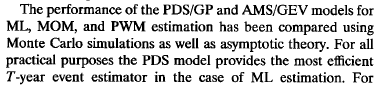 The performance of the PDS/GP and AMS/GEV models for
ML, MOM, and PWM estimation has been compared using
Monte Carlo simulations as well as asymptotic theory. For all
practical purposes the PDS model provides the most efficient
T-year event estimator in the case of ML estimation. For